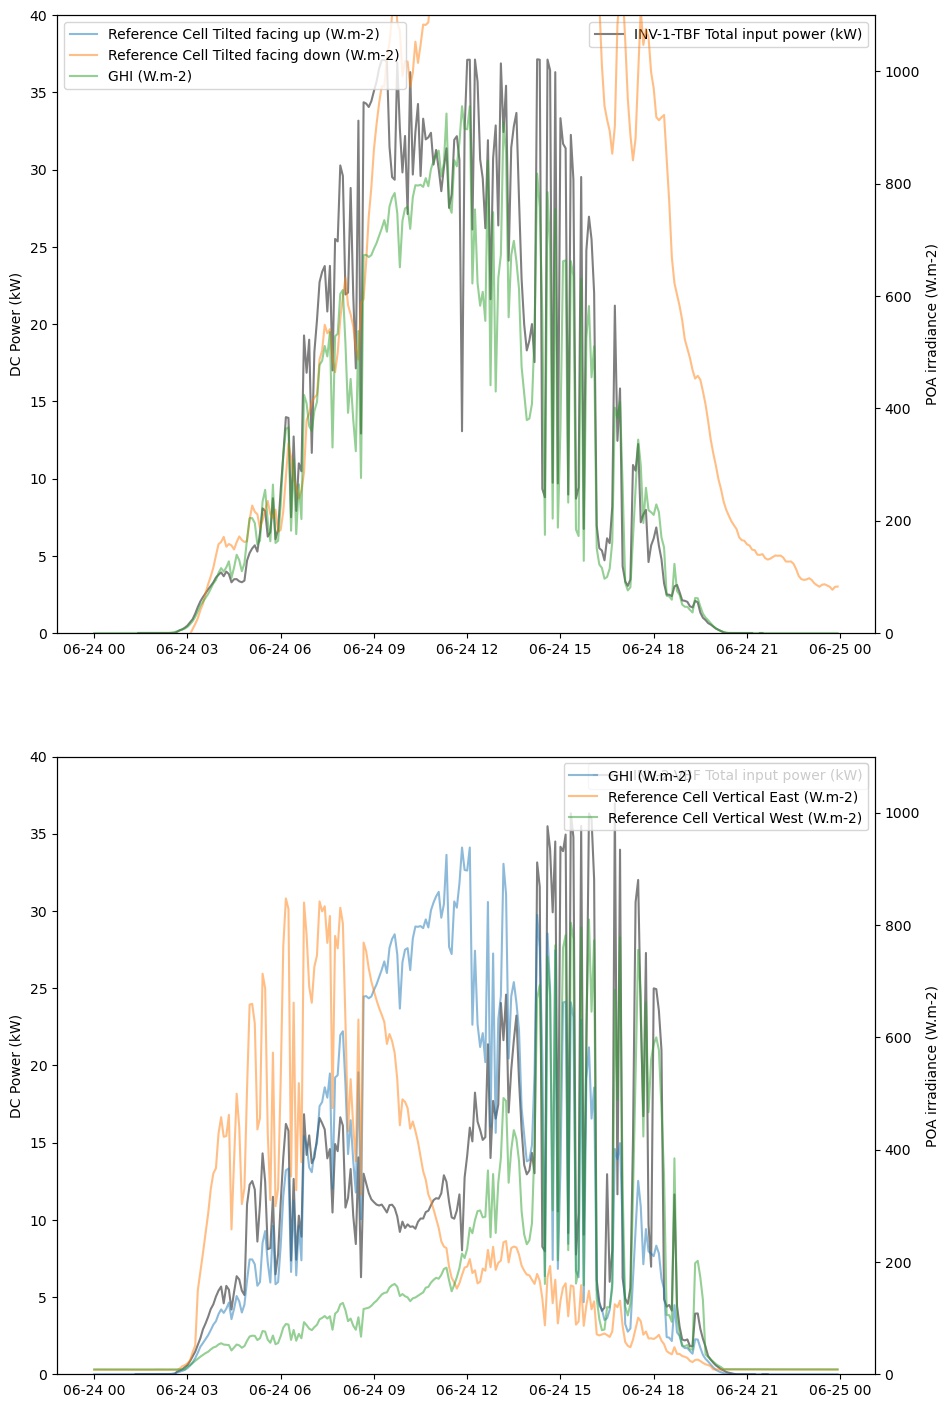 Reference Cell Tilted facing up (W.m-2)
Reference Cell Tilted facing down (W.m-2)
GHI (W.m-2)
INV-1-TBF Total input power (kW)
40
35
30
25
20
15
10
5
0
DC Power (kW)
1000
800
600
400
200
0
POA irradiance (W.m-2)
06-24 00 06-24 03 06-24 06 06-24 09 06-24 12 06-24 15 06-24 18 06-24 21 06-25 00
GHI (W.m-2)
Total input power (kW)
Reference Cell Vertical East (W.m-2)
Reference Cell Vertical West (W.m-2)
40
35
30
25
20
15
10
5
0
DC Power (kW)
1000
800
600
400
200
0
POA irradiance (W.m-2)
06-24 00 06-24 03 06-24 06 06-24 09 06-24 12 06-24 15 06-24 18 06-24 21 06-25 00